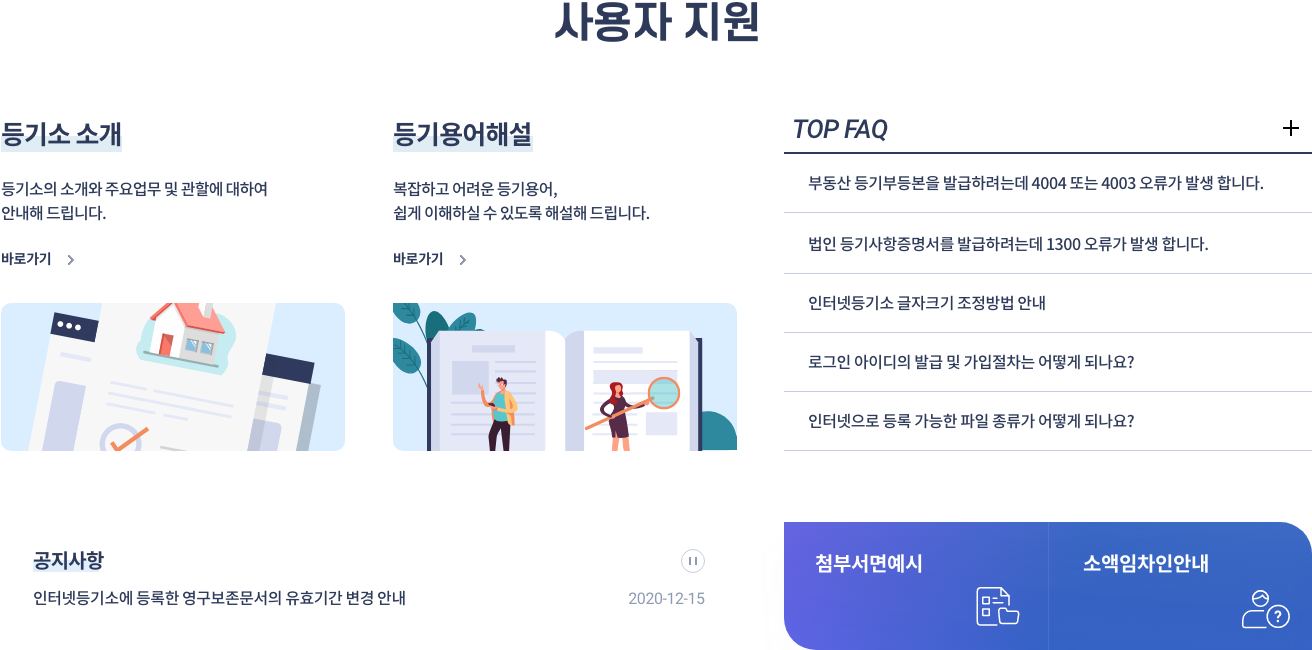 사용자 지원
등기소 소개
등기소의 소개와 주요업무 및 관할에 대하여
안내해 드립니다.
바로가기
등기용어해설
복잡하고 어려운 등기용어,
쉽게 이해하실 수 있도록 해설해 드립니다.
바로가기
TOP FAQ
부동산 등기부등본을 발급하려는데 4004 또는 4003 오류가 발생 합니다.
법인 등기사항증명서를 발급하려는데 1300 오류가 발생 합니다.
인터넷등기소 글자크기 조정방법 안내
로그인 아이디의 발급 및 가입절차는 어떻게 되나요?
인터넷으로 등록 가능한 파일 종류가 어떻게 되나요?
공지사항
인터넷등기소에 등록한 영구보존문서의 유효기간 변경 안내 2020-12-15
첨부서면예시
소액임차인안내